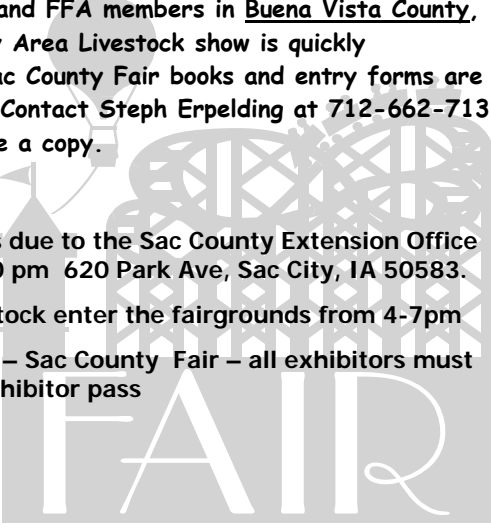 and FFA members in Buena Vista County,
Area Livestock show is quickly
ac County Fair books and entry forms are
Contact Steph Erpelding at 712-662-713
e a copy.
s due to the Sac County Extension Office
0 pm 620 Park Ave, Sac City, IA 50583.
tock enter the fairgrounds from 4-7pm
– Sac County Fair – all exhibitors must
hibitor pass
FAIR